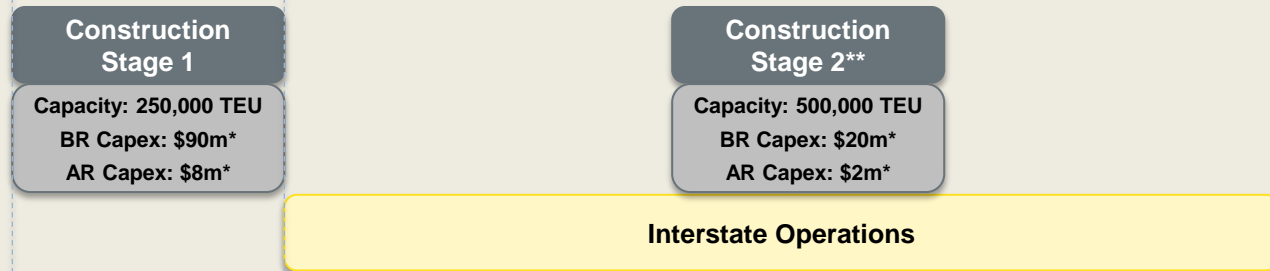 Construction
Stage 1
Capacity: 250,000 TEU
BR Capex: $90m*
AR Capex: $8m*
Construction
Stage 2**
Capacity: 500,000 TEU
BR Capex: $20m*
AR Capex: $2m*
Interstate Operations